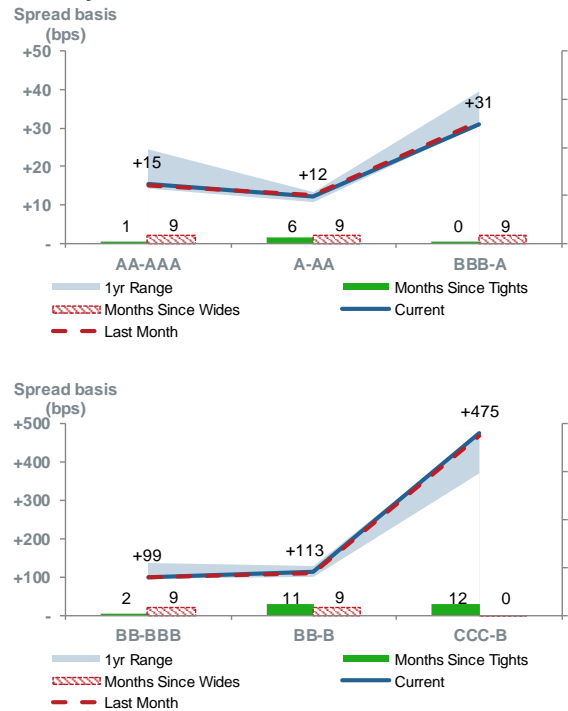 Spread basis
(bps)
+50
+40
+30
+20
+10
-
+15
+12
+31
1 9 6 9 0 9
AA-AAA A-AA BBB-A
1yr Range Months Since Tights
Months Since Wides Current
Last Month
Spread basis
(bps)
+500
+400
+300
+200
+100
-
+99
+113
+475
2 9 11 9 12 0
BB-BBB BB-B CCC-B
1yr Range Months Since Tights
Months Since Wides Current
Last Month